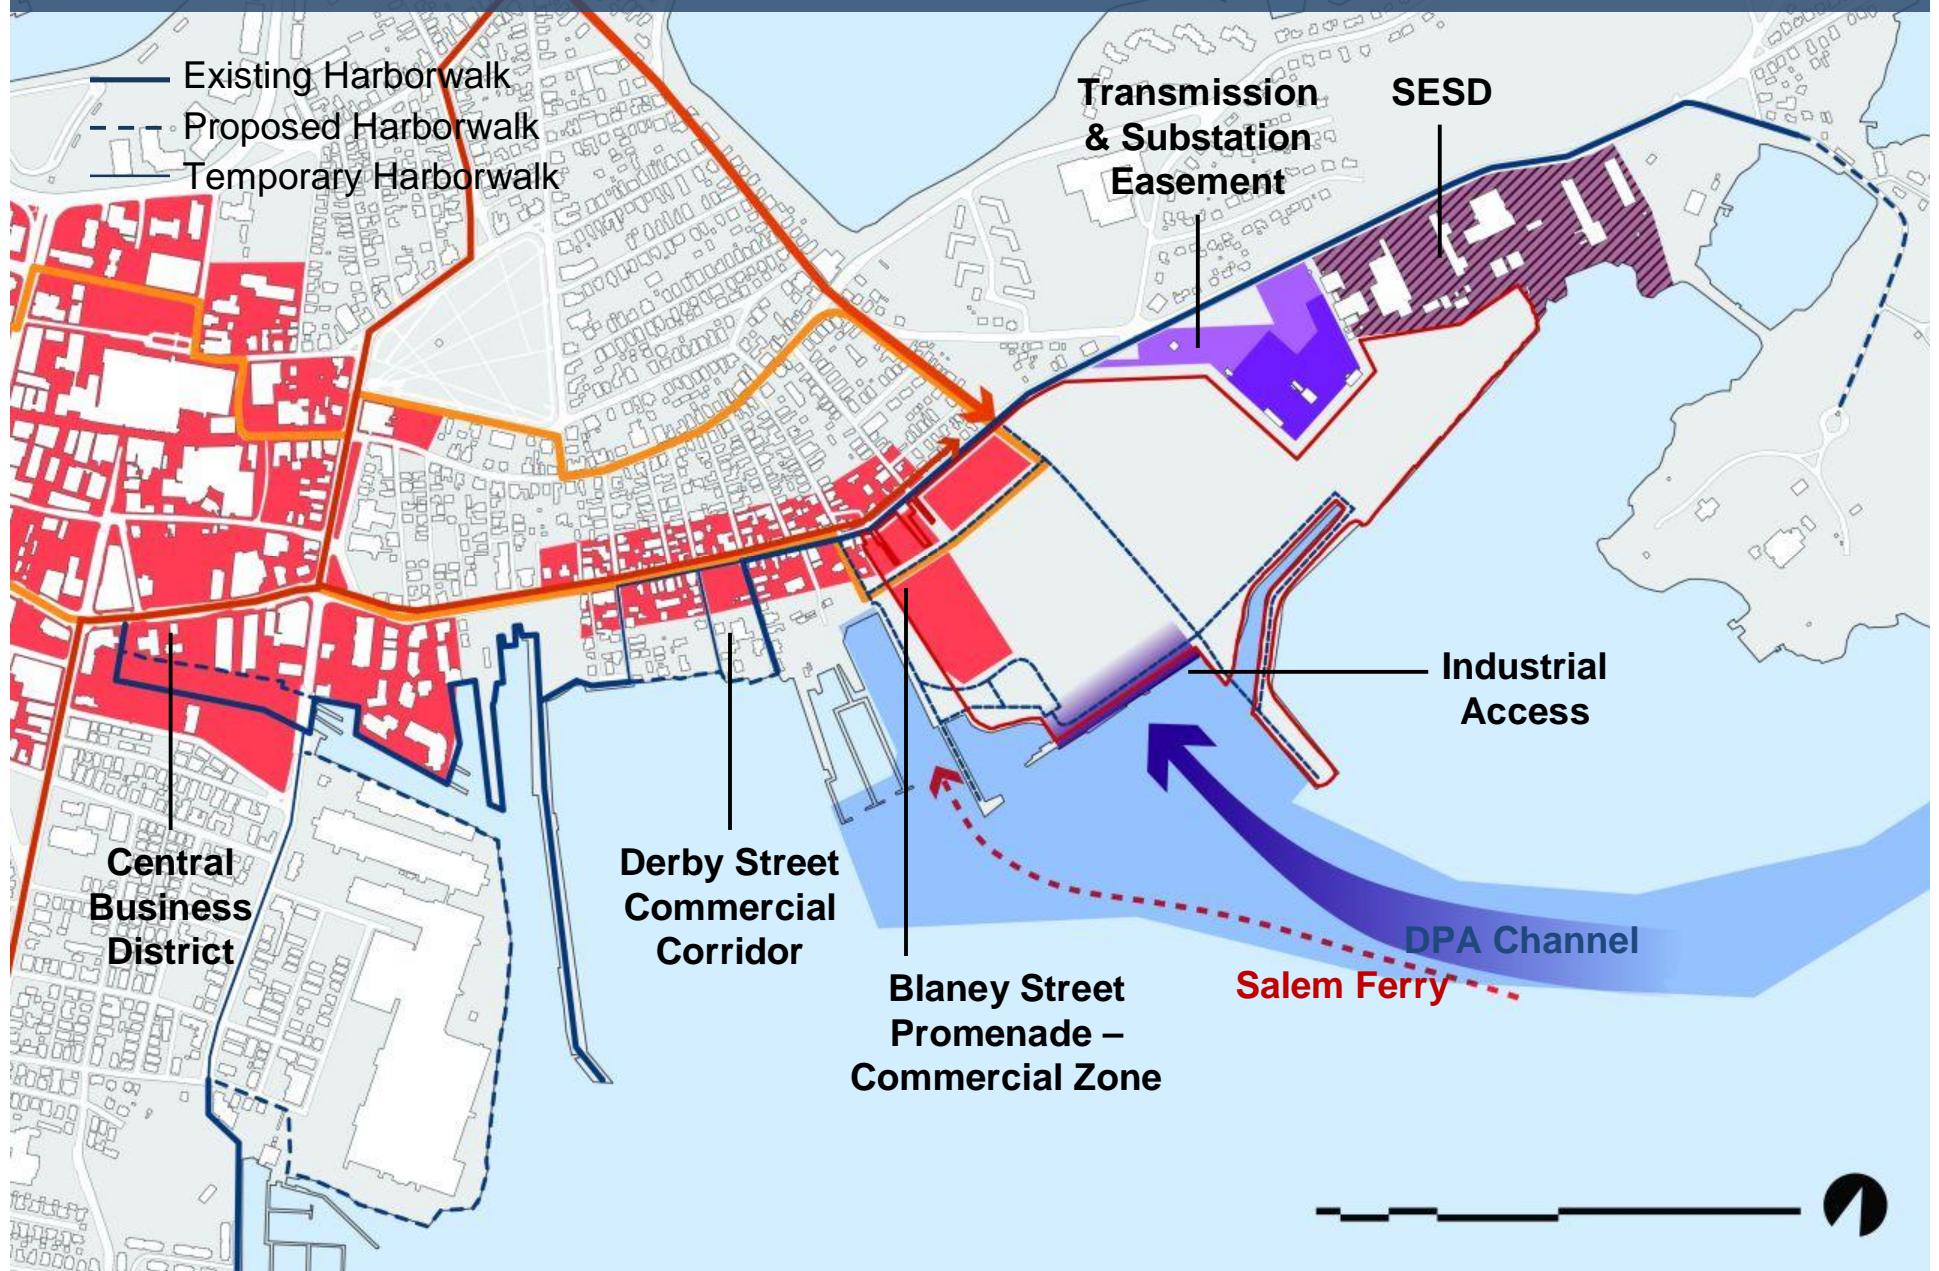 Existing Harborwalk
Proposed Harborwalk
Temporary Harborwalk
Transmission
& Substation
Easement
SESD
Industrial
Access
Central
Business
District
Derby Street
Commercial
Corridor
Blaney Street
Promenade –
Commercial Zone
DPA Channel
Salem Ferry